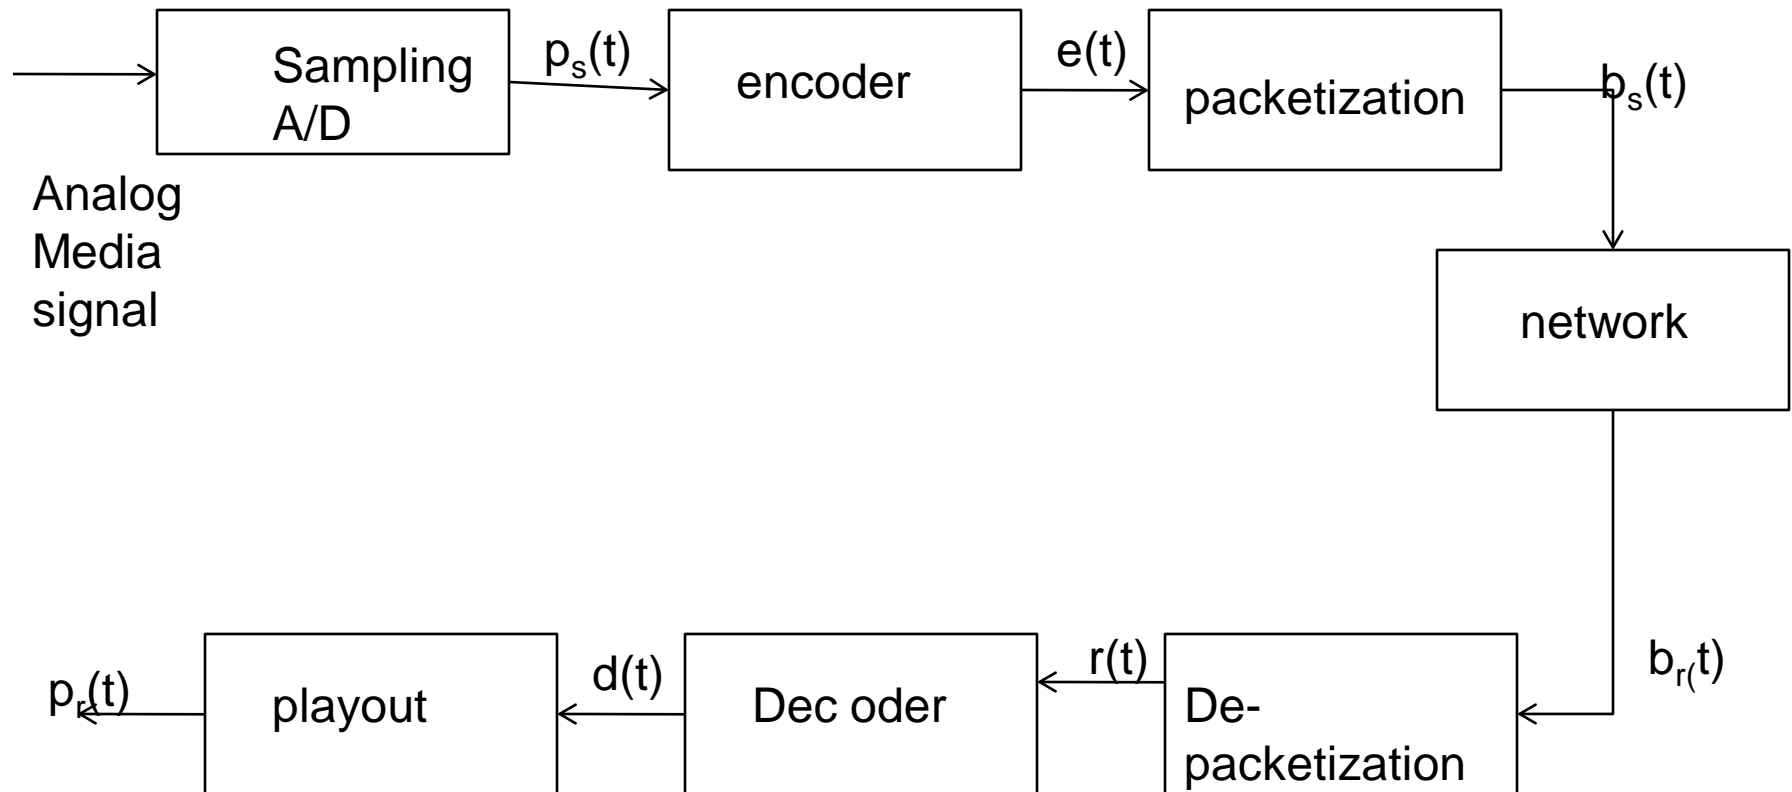 Sampling
A/D
pₛ(t)
encoder
e(t)
packetization
bₛ(t)
Analog
Media
signal
network
pᵣ(t)
playout
d(t)
Dec oder
r(t)
De-
packetization
bᵣ₍t)